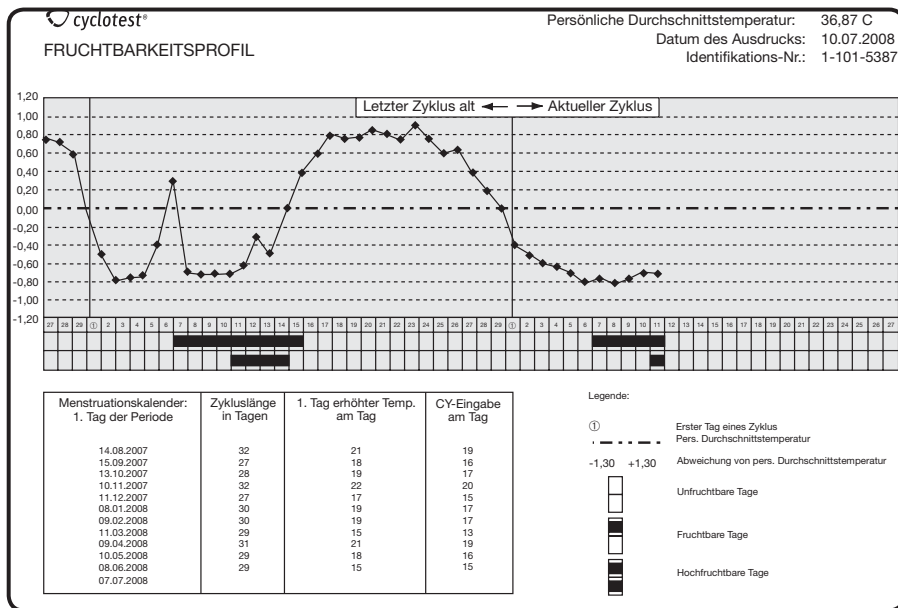 cyclotest®
FRUCHTBARKEITSPROFIL
Persönliche Durchschnittstemperatur: 36,87 C
Datum des Ausdrucks: 10.07.2008
Identifikations-Nr.: 1-101-5387
Letzter Zyklus alt Aktueller Zyklus
1,20
1,00
0,80
0,60
0,40
0,20
0,00
-0,20
-0,40
-0,60
-0,80
-1,00
-1,20
27 28 29 ① 2 3 4 5 6 7 8 9 10 11 12 13 14 15 16 17 18 19 20 21 22 23 24 25 26 27 28 29 ① 2 3 4 5 6 7 8 9 10 11 12 13 14 15 16 17 18 19 20 21 22 23 24 25 26 27
Menstruationskalender: Zykluslänge 1. Tag erhöhter Temp. CY-Eingabe
1. Tag der Periode in Tagen am Tag am Tag
14.08.2007 32 21 19
15.09.2007 27 18 16
13.10.2007 28 19 17
10.11.2007 32 22 20
11.12.2007 27 17 15
08.01.2008 30 19 17
09.02.2008 30 19 17
11.03.2008 29 15 13
09.04.2008 31 21 19
10.05.2008 29 18 16
08.06.2008 29 15 15
07.07.2008
Legende:
① Erster Tag eines Zyklus
Pers. Durchschnittstemperatur
-1,30 +1,30 Abweichung von pers. Durchschnittstemperatur
Unfruchtbare Tage
Fruchtbare Tage
Hochfruchtbare Tage